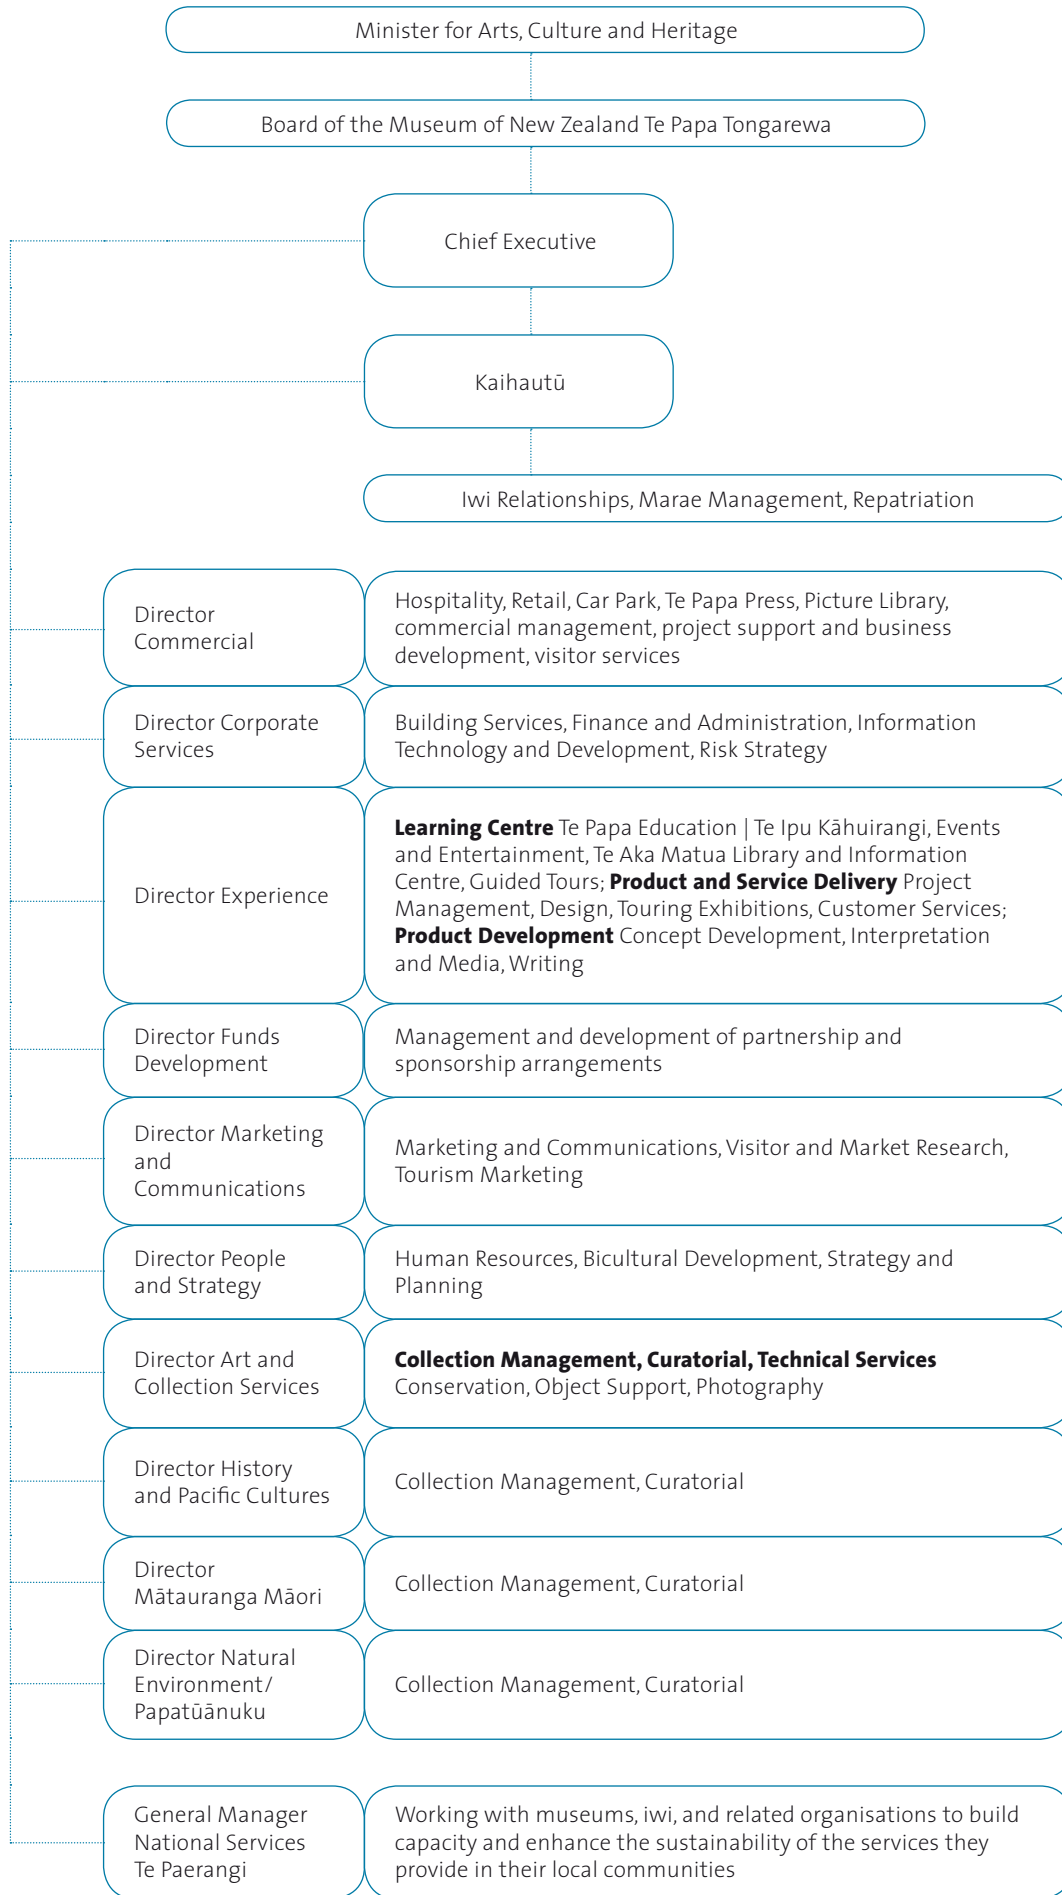 Minister for Arts, Culture and Heritage
Board of the Museum of New Zealand Te Papa Tongarewa
Chief Executive
Kaihautū
Iwi Relationships, Marae Management, Repatriation
Director
Commercial
Hospitality, Retail, Car Park, Te Papa Press, Picture Library,
commercial management, project support and business
development, visitor services
Director Corporate
Services
Building Services, Finance and Administration, Information
Technology and Development, Risk Strategy
Director Experience
Learning Centre Te Papa Education | Te Ipu Kāhuirangi, Events
and Entertainment, Te Aka Matua Library and Information
Centre, Guided Tours; Product and Service Delivery Project
Management, Design, Touring Exhibitions, Customer Services;
Product Development Concept Development, Interpretation
and Media, Writing
Director Funds
Development
Management and development of partnership and
sponsorship arrangements
Director Marketing
and
Communications
Marketing and Communications, Visitor and Market Research,
Tourism Marketing
Director People
and Strategy
Human Resources, Bicultural Development, Strategy and
Planning
Director Art and
Collection Services
Collection Management, Curatorial, Technical Services
Conservation, Object Support, Photography
Director History
and Pacific Cultures
Collection Management, Curatorial
Director
Mātauranga Māori
Collection Management, Curatorial
Director Natural
Environment/
Papatūānuku
Collection Management, Curatorial
General Manager
National Services
Te Paerangi
Working with museums, iwi, and related organisations to build
capacity and enhance the sustainability of the services they
provide in their local communities